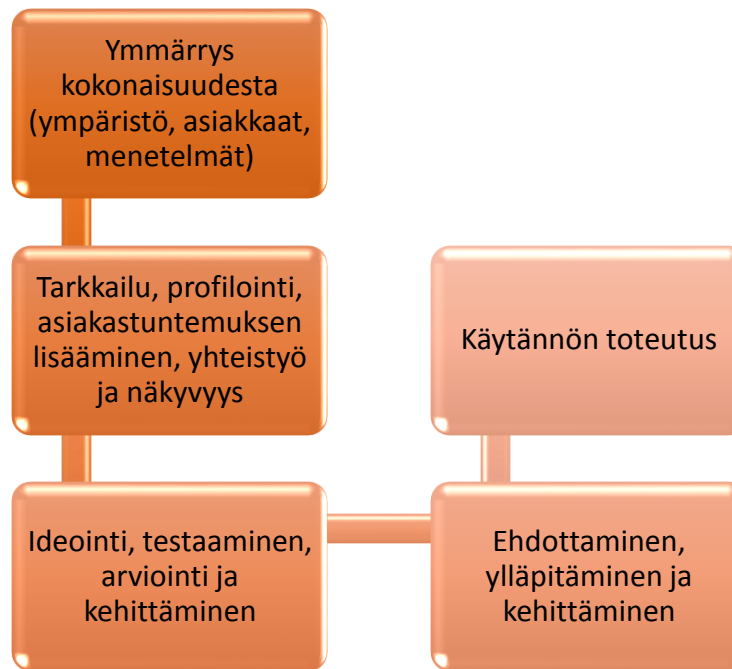 Ymmärrys
kokonaisuudesta
(ympäristö, asiakkaat,
menetelmät)
Tarkkailu, profilointi,
asiakastuntemuksen
lisääminen, yhteistyö
ja näkyvyys
Ideointi, testaaminen,
arviointi ja
kehittäminen
Ehdottaminen,
ylläpitäminen ja
kehittäminen
Käytännön toteutus